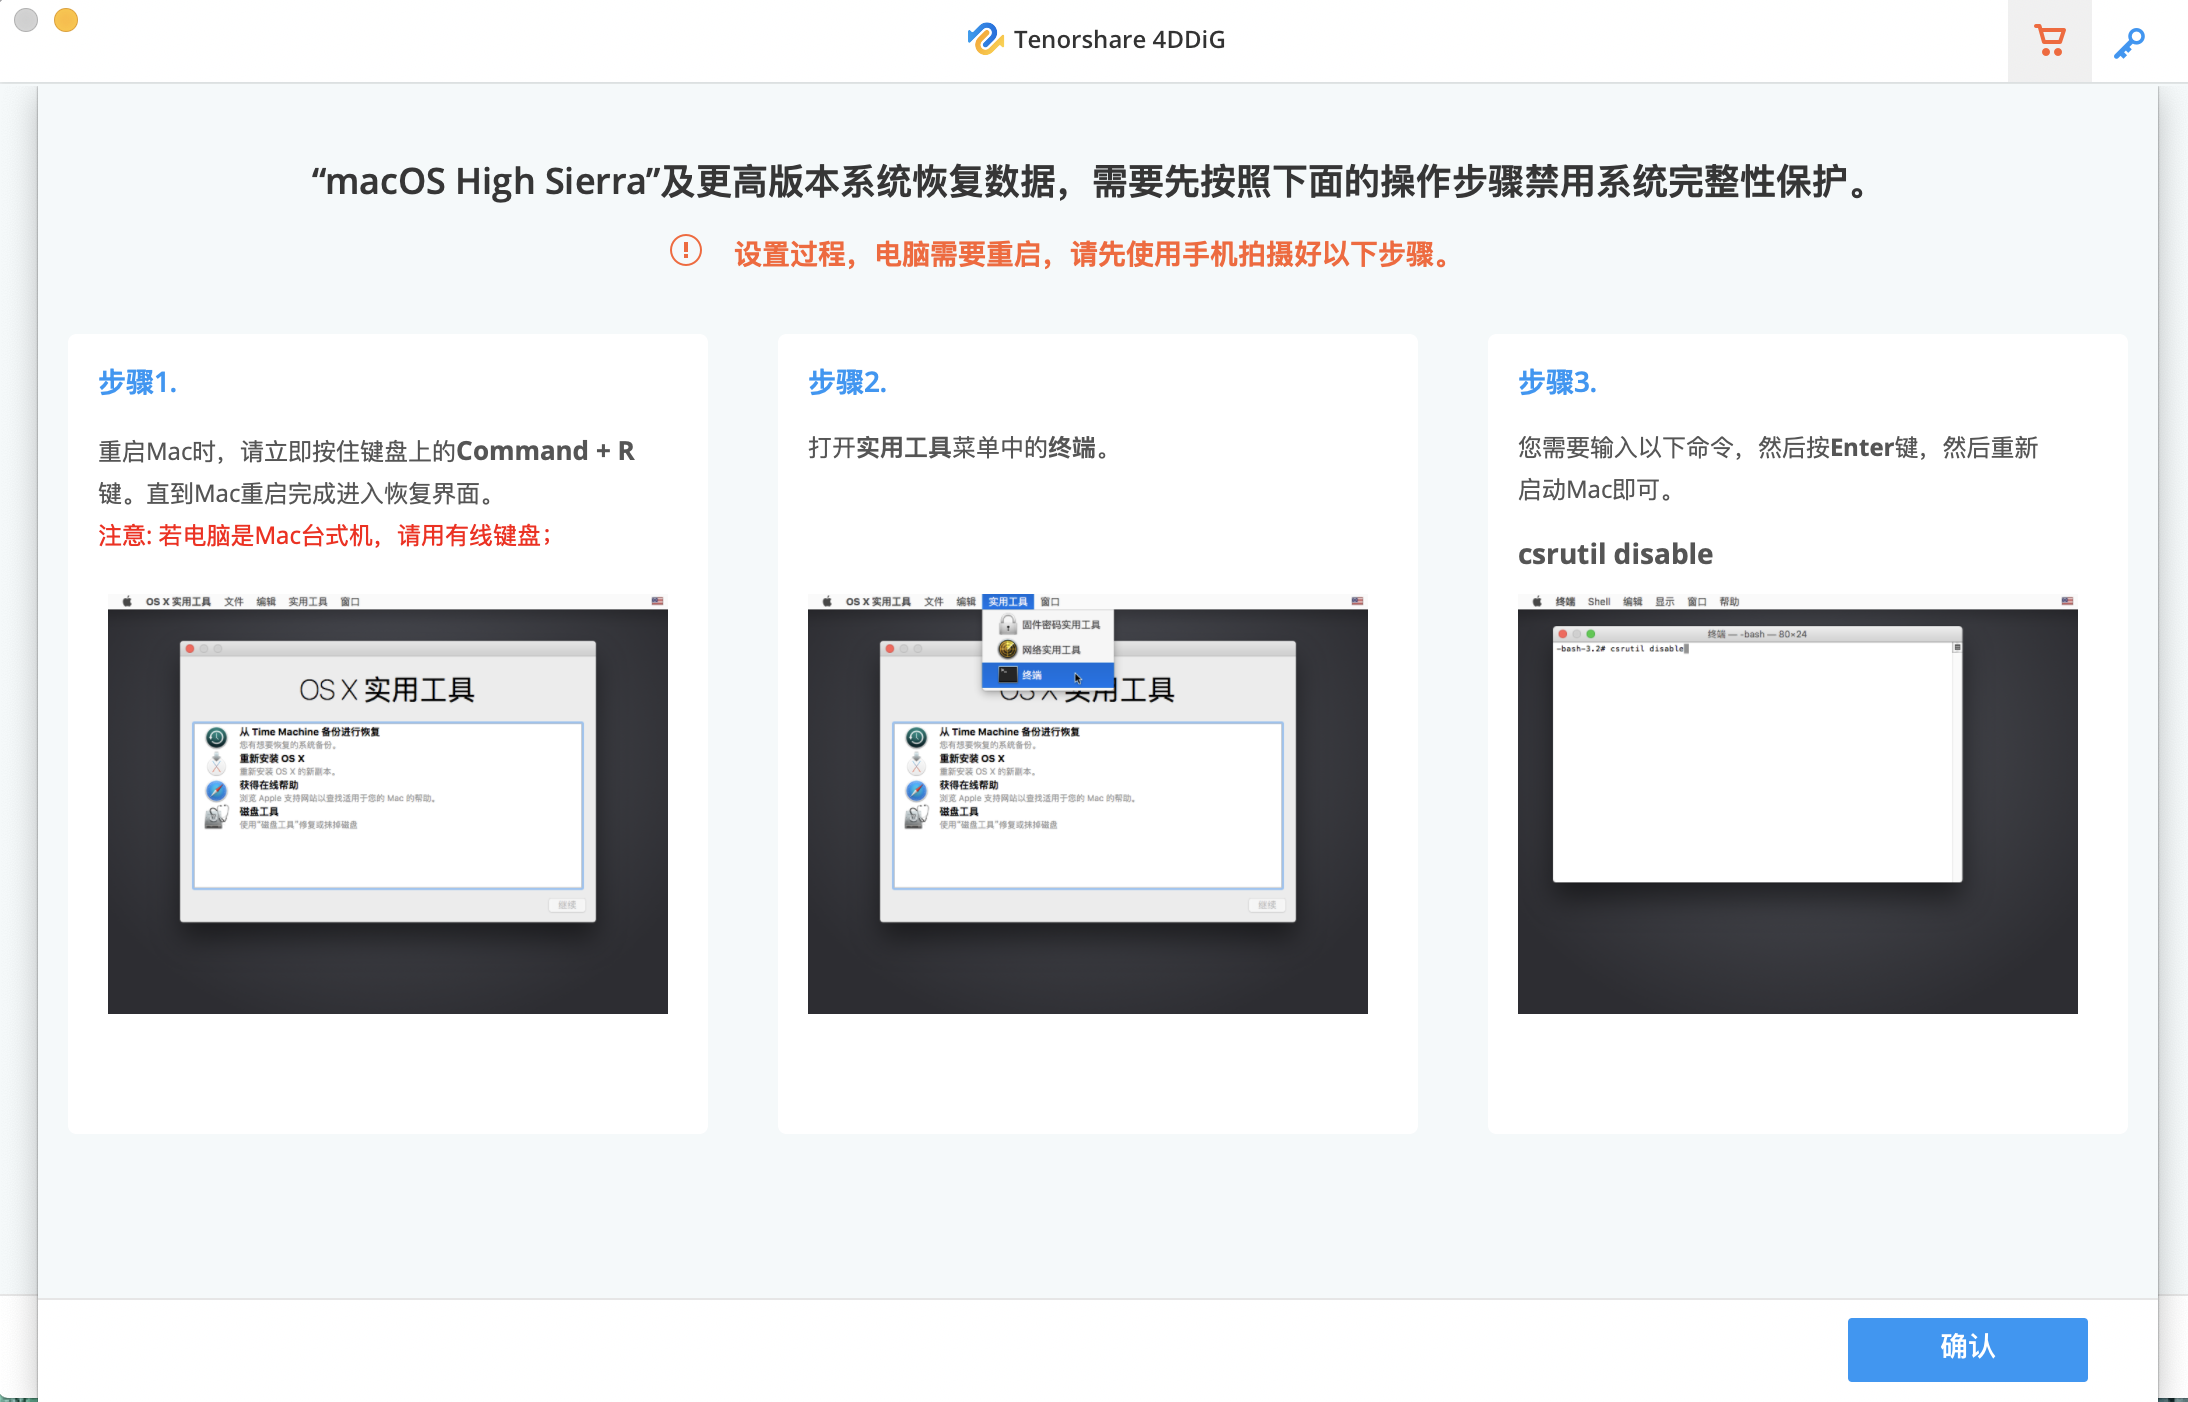 Tenorshare 4DDiG
“macOS High Sierra”及更高版本系统恢复数据，需要先按照下面的操作步骤禁用系统完整性保护。
设置过程，电脑需要重启，请先使用手机拍摄好以下步骤。
步骤1.
重启Mac时，请立即按住键盘上的Command + R
键。直到Mac重启完成进入恢复界面。
注意: 若电脑是Mac台式机，请用有线键盘；
OS X 实用工具 文件 编辑 实用工具 窗口
OS X 实用工具
从 Time Machine 备份进行恢复
您有想要恢复的系统备份。
重新安装 OS X
重新安装 OS X 的新副本。
获得在线帮助
浏览 Apple 支持网站以查找适用于您的 Mac 的帮助。
磁盘工具
使用“磁盘工具”修复或抹掉磁盘
继续
步骤2.
打开实用工具菜单中的终端。
OS X 实用工具 文件 编辑 实用工具 窗口
固件密码实用工具
网络实用工具
终端
OS X 实用工具
从 Time Machine 备份进行恢复
您有想要恢复的系统备份。
重新安装 OS X
重新安装 OS X 的新副本。
获得在线帮助
浏览 Apple 支持网站以查找适用于您的 Mac 的帮助。
磁盘工具
使用“磁盘工具”修复或抹掉磁盘
继续
步骤3.
您需要输入以下命令，然后按Enter键，然后重新
启动Mac即可。
csrutil disable
终端 Shell 编辑 显示 窗口 帮助
终端 — -bash — 80×24
-bash-3.2# csrutil disable
确认